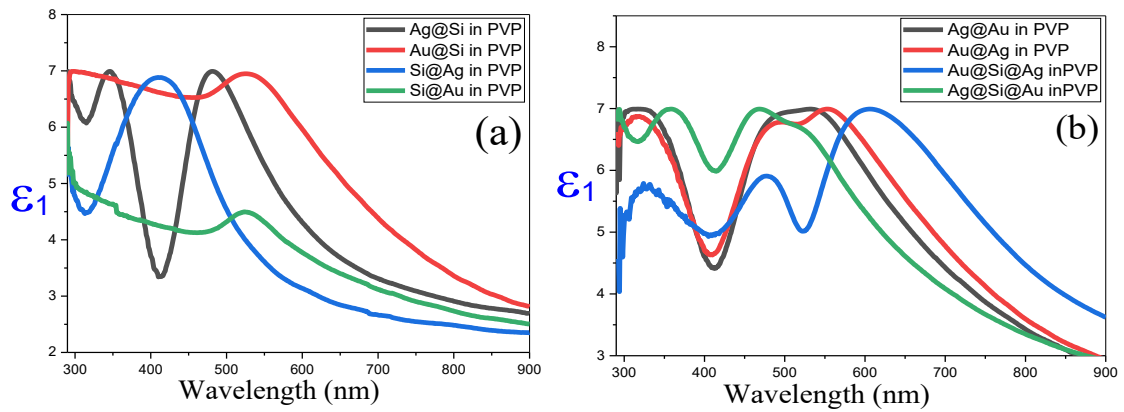 8
7
6
5
4
3
2
ε1
Ag@Si in PVP
Au@Si in PVP
Si@Ag in PVP
Si@Au in PVP
(a)
300 400 500 600 700 800 900
Wavelength (nm)
8
7
6
5
4
3
ε1
Ag@Au in PVP
Au@Ag in PVP
Au@Si@Ag inPVP
Ag@Si@Au inPVP
(b)
300 400 500 600 700 800 900
Wavelength (nm)